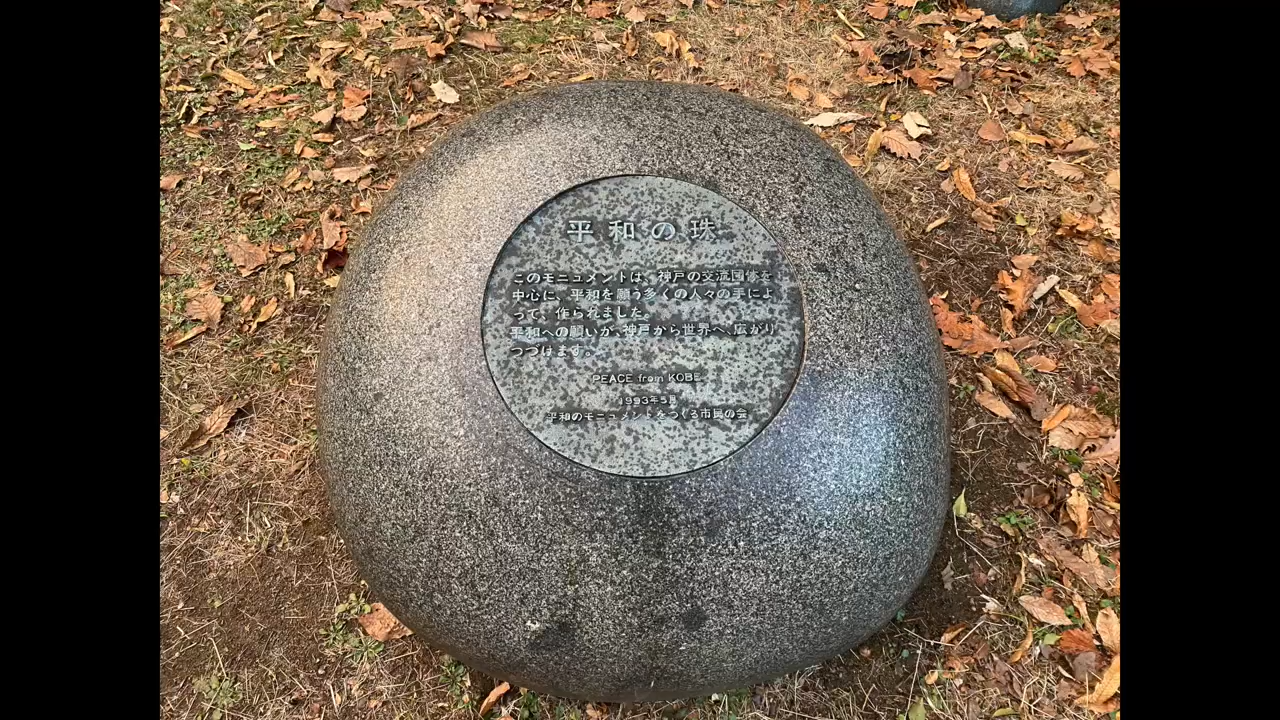 平和の珠
このモニュメントは、神戸の交流団体を
中心に、平和を願う多くの人々の手によ
って、作られました。
平和への願いが、神戸から世界へ、広がり
つづけます。
PEACE from KOBE
1993年5月
平和のモニュメントをつくる市民の会